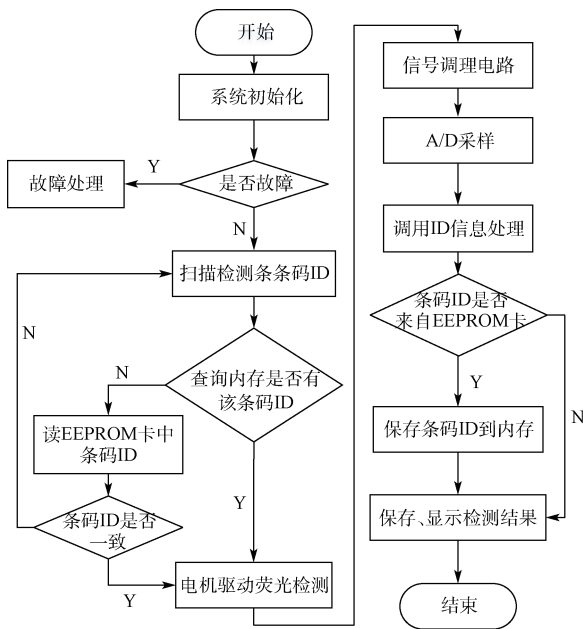 开始
系统初始化
是否故障
Y
故障处理
N
扫描检测条条码ID
查询内存是否有
该条码ID
N
读EEPROM卡中
条码ID
条码ID是否
一致
N
Y
Y
电机驱动荧光检测
信号调理电路
A/D采样
调用ID信息处理
条码ID是否
来自EEPROM卡
Y
N
保存条码ID到内存
保存、显示检测结果
结束